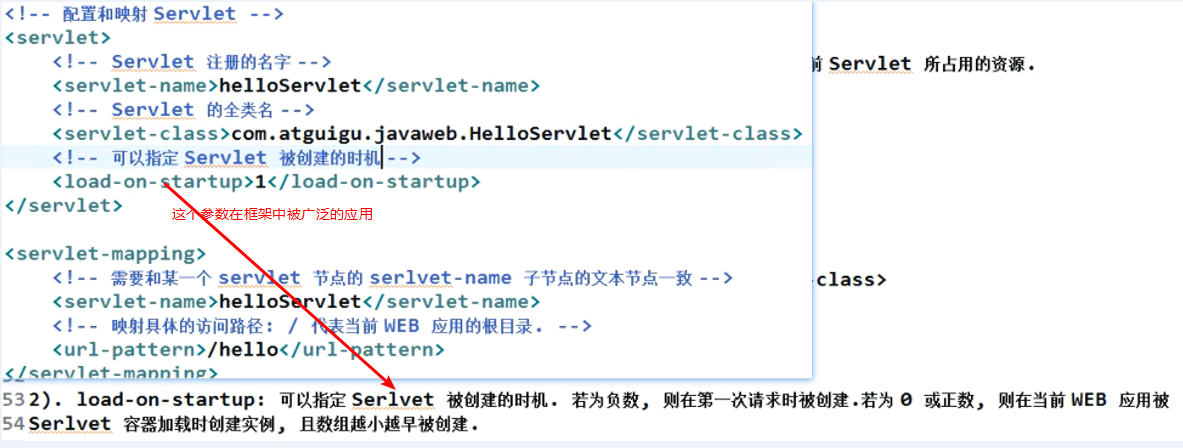 <!-- 配置和映射 Servlet -->
<servlet>
<!-- Servlet 注册的名字 -->
前 Servlet 所占用的资源.
<servlet-name>helloServlet</servlet-name>
<!-- Servlet 的全类名 -->
<servlet-class>com.atguigu.javaweb.HelloServlet</servlet-class>
<!-- 可以指定 Servlet 被创建的时机 -->
<load-on-startup>1</load-on-startup>
</servlet>
这个参数在框架中被广泛的应用
<servlet-mapping>
<!-- 需要和某一个 servlet 节点的 serlvet-name 子节点的文本节点一致 -->
-class>
<servlet-name>helloServlet</servlet-name>
<!-- 映射具体的访问路径: / 代表当前 WEB 应用的根目录. -->
<url-pattern>/hello</url-pattern>
</servlet-mapping>
53 2). load-on-startup: 可以指定 Serlvet 被创建的时机. 若为负数, 则在第一次请求时被创建.若为 0 或正数, 则在当前 WEB 应用被
54 Serlvet 容器加载时创建实例, 且数组越小越早被创建.